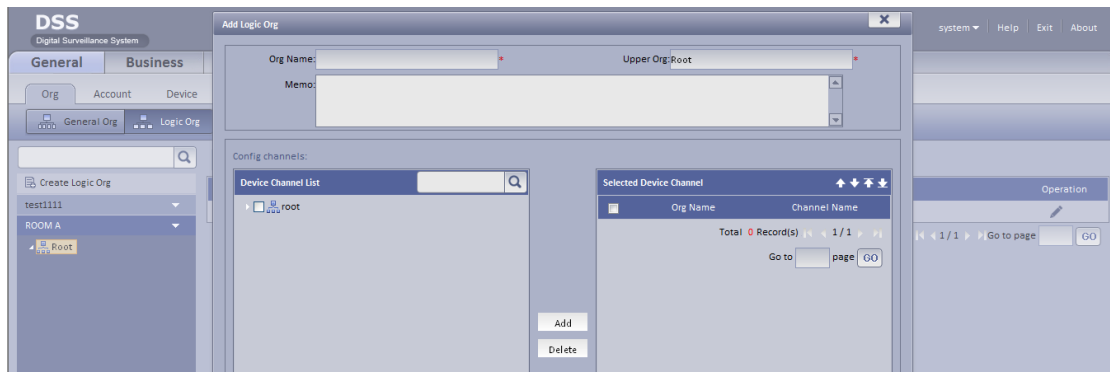 DSS
Digital Surveillance System
system Help Exit About
General Business
Org Account Device
General Org Logic Org
Create Logic Org
test1111
ROOM A
Root
Add Logic Org
Org Name: * Upper Org: Root *
Memo:
Config channels:
Device Channel List
root
Add
Delete
Selected Device Channel
Org Name Channel Name
Total 0 Record(s) 1/1
Go to page GO
Operation
1/1 Go to page GO